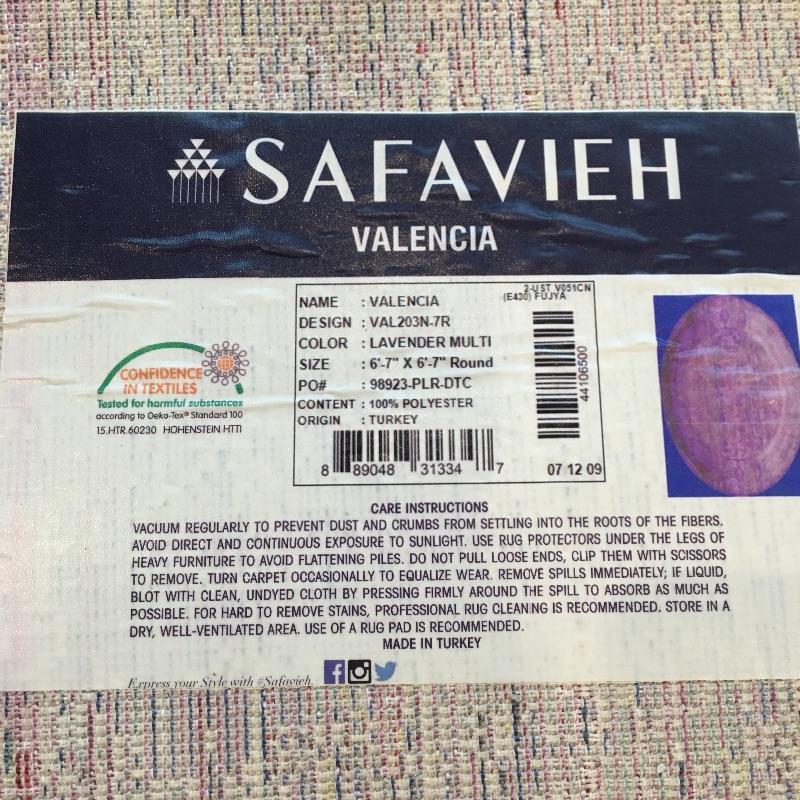 SAFAVIEH
VALENCIA
2-UST V051CN
(E430) FUJYA
NAME : VALENCIA
DESIGN : VAL203N-7R
COLOR : LAVENDER MULTI
SIZE : 6'-7" X 6'-7" Round
PO# : 98923-PLR-DTC
CONTENT : 100% POLYESTER
ORIGIN : TURKEY
44106500
8 89048 31334 7
07 12 09
CONFIDENCE
IN TEXTILES
Tested for harmful substances
according to Oeko-Tex® Standard 100
15.HTR.60230 HOHENSTEIN HTTI
CARE INSTRUCTIONS
VACUUM REGULARLY TO PREVENT DUST AND CRUMBS FROM SETTLING INTO THE ROOTS OF THE FIBERS.
AVOID DIRECT AND CONTINUOUS EXPOSURE TO SUNLIGHT. USE RUG PROTECTORS UNDER THE LEGS OF
HEAVY FURNITURE TO AVOID FLATTENING PILES. DO NOT PULL LOOSE ENDS, CLIP THEM WITH SCISSORS
TO REMOVE. TURN CARPET OCCASIONALLY TO EQUALIZE WEAR. REMOVE SPILLS IMMEDIATELY; IF LIQUID,
BLOT WITH CLEAN, UNDYED CLOTH BY PRESSING FIRMLY AROUND THE SPILL TO ABSORB AS MUCH AS
POSSIBLE. FOR HARD TO REMOVE STAINS, PROFESSIONAL RUG CLEANING IS RECOMMENDED. STORE IN A
DRY, WELL-VENTILATED AREA. USE OF A RUG PAD IS RECOMMENDED.
MADE IN TURKEY
Express your Style with #Safavieh